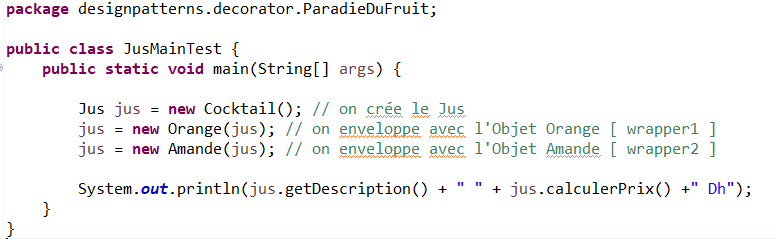 package designpatterns.decorator.ParadieDuFruit;
public class JusMainTest {
public static void main(String[] args) {
Jus jus = new Cocktail(); // on crée le Jus
jus = new Orange(jus); // on enveloppe avec l'Objet Orange [ wrapper1 ]
jus = new Amande(jus); // on enveloppe avec l'Objet Amande [ wrapper2 ]
System.out.println(jus.getDescription() + " " + jus.calculerPrix() +" Dh");
}
}